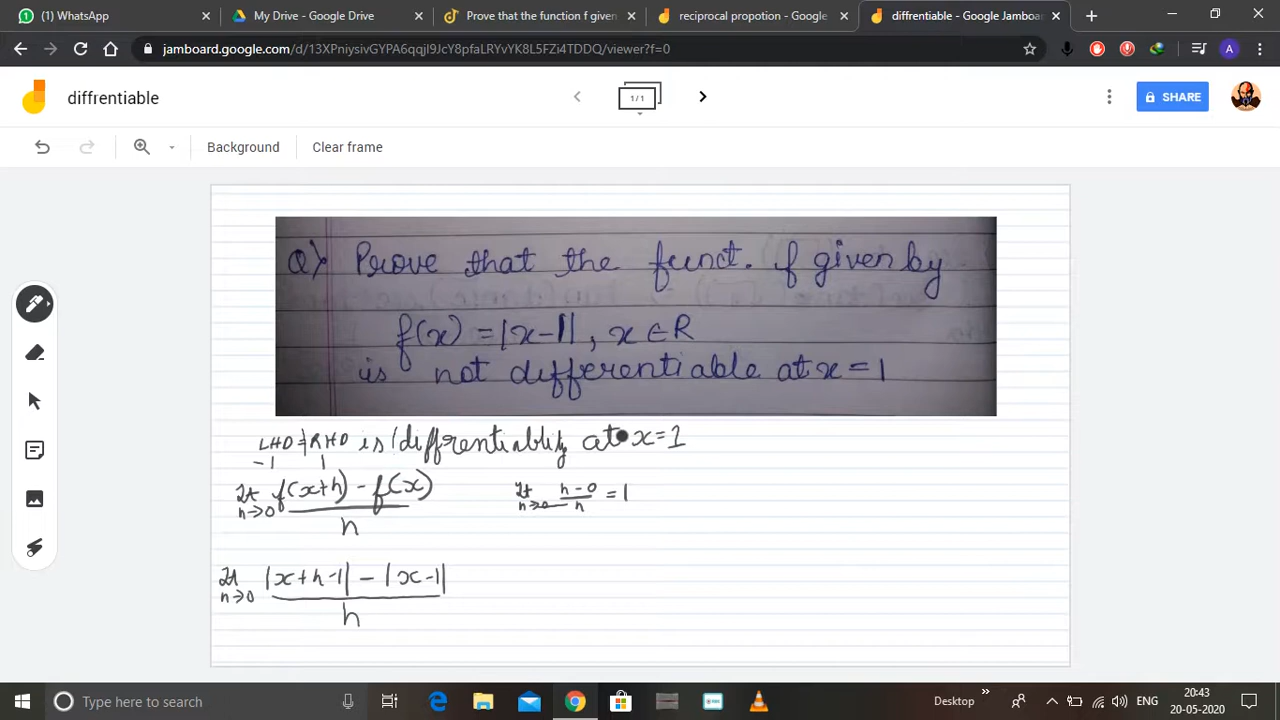 WhatsApp
My Drive - Google Drive
Prove that the function f given
reciprocal propotion - Google
diffrentiable - Google Jamboard
jamboard.google.com/d/13XPniysivGYPA6qqjI9JcY8pfaLRYvYK8L5FZi4TDDQ/viewer?f=0
A
diffrentiable
1 / 1
SHARE
Background
Clear frame
Q) Prove that the funct. f given by
f(x) = |x-1|, x ∈ R
is not differentiable at x = 1
LHD ≠ RHD is differentiablity at x=1
-1 1
Lt f(x+h) - f(x)
h→0 h
Lt h-0 = 1
h→0 h
Lt |x+h-1| - |x-1|
h→0 h
Type here to search
Desktop
ENG
20:43
20-05-2020